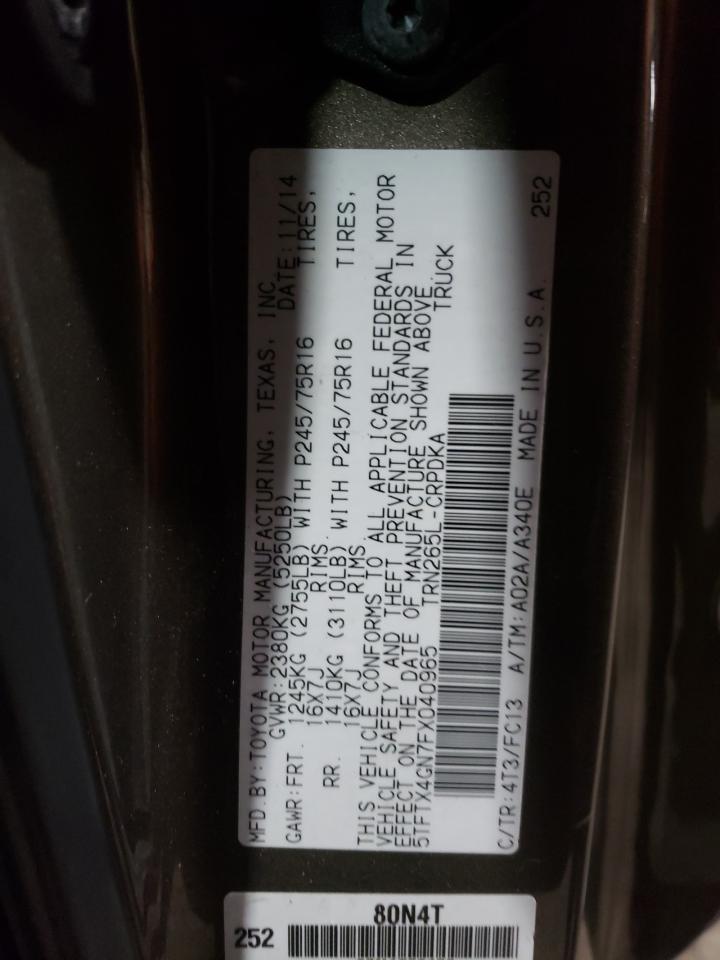 MFD.BY:TOYOTA MOTOR MANUFACTURING, TEXAS, INC
GVWR:2380KG (5250LB) DATE:11/14
GAWR:FRT. 1245KG (2755LB) WITH P245/75R16 TIRES,
16X7J RIMS
RR. 1410KG (3110LB) WITH P245/75R16 TIRES,
16X7J RIMS
THIS VEHICLE CONFORMS TO ALL APPLICABLE FEDERAL MOTOR
VEHICLE SAFETY AND THEFT PREVENTION STANDARDS IN
EFFECT ON THE DATE OF MANUFACTURE SHOWN ABOVE.
5TFTX4GN7FX040965 TRN265L-CRPDKA TRUCK
C/TR:4T3/FC13 A/TM:A02A/A340E MADE IN U.S.A. 252
80N4T
252